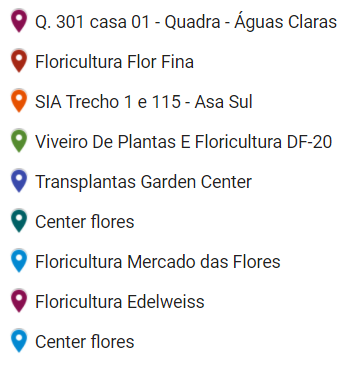 Q. 301 casa 01 - Quadra - Águas Claras
Floricultura Flor Fina
SIA Trecho 1 e 115 - Asa Sul
Viveiro De Plantas E Floricultura DF-20
Transplantas Garden Center
Center flores
Floricultura Mercado das Flores
Floricultura Edelweiss
Center flores